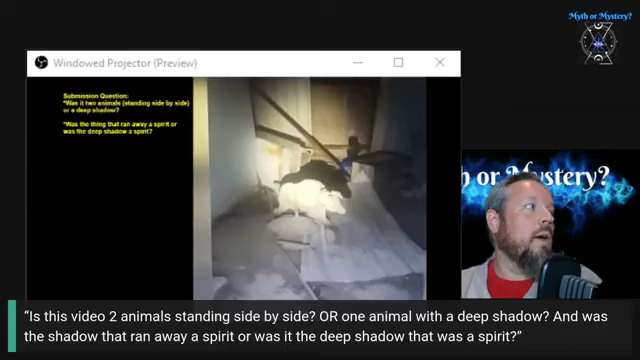 Myth or Mystery?
Windowed Projector (Preview)
Submission Question:
"Was it two animals (standing side by side)
or a deep shadow?
"Was the thing that ran away a spirit or
was the deep shadow a spirit?
th or Mystery?
“Is this video 2 animals standing side by side? OR one animal with a deep shadow? And was
the shadow that ran away a spirit or was it the deep shadow that was a spirit?”